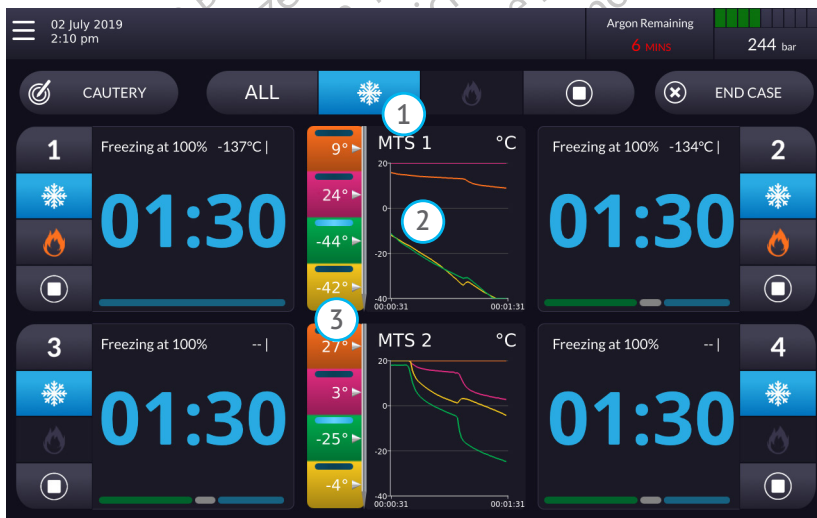 02 July 2019
2:10 pm
Argon Remaining
6 MINS
244 bar
CAUTERY
ALL
END CASE
1
1
Freezing at 100% -137°C |
01:30
9°
24°
-44°
-42°
MTS 1 °C
20
0
-20
-40
00:00:31 00:01:31
2
Freezing at 100% -134°C |
01:30
2
3
3
Freezing at 100% -- |
01:30
27°
3°
-25°
-4°
MTS 2 °C
20
0
-20
-40
00:00:31 00:01:31
Freezing at 100% -- |
01:30
4